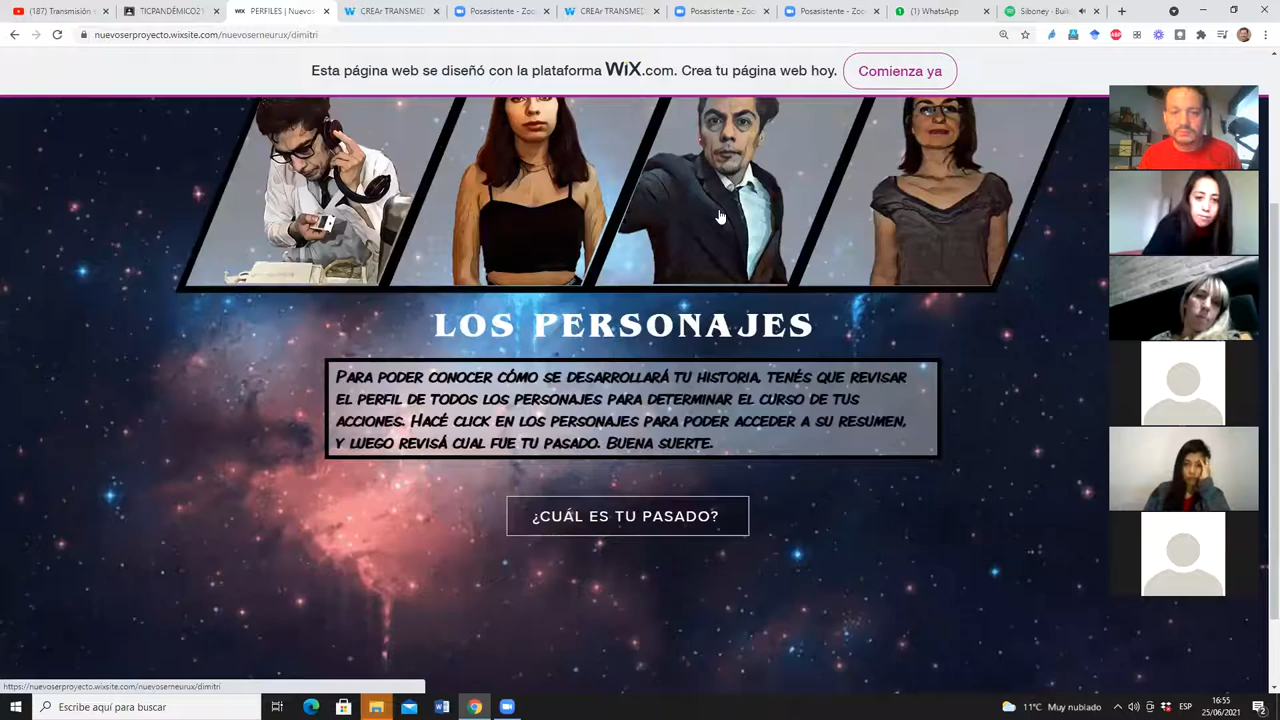 (187) Transmisión
TICPANDÉMICO2
PERFILES | Nuevos
CREAr TRANSMED
Posasistente - Zoo
CREAr TRANSMED
Posasistente - Zoo
Posasistente - Zoo
(1) WhatsApp
Siboney - Buik
nuevoserproyecto.wixsite.com/nuevoserneurux/dimitri
Esta página web se diseñó con la plataforma WiX.com. Crea tu página web hoy.
Comienza ya
LOS PERSONAJES
PARA PODER CONOCER CÓMO SE DESARROLLARÁ TU HISTORIA, TENÉS QUE REVISAR
EL PERFIL DE TODOS LOS PERSONAJES PARA DETERMINAR EL CURSO DE TUS
ACCIONES. HACÉ CLICK EN LOS PERSONAJES PARA PODER ACCEDER A SU RESUMEN,
Y LUEGO REVISÁ CUAL FUE TU PASADO. BUENA SUERTE.
¿CUÁL ES TU PASADO?
https://nuevoserproyecto.wixsite.com/nuevoserneurux/dimitri
Escribe aquí para buscar
11°C Muy nublado
ESP
16:55
25/06/2021